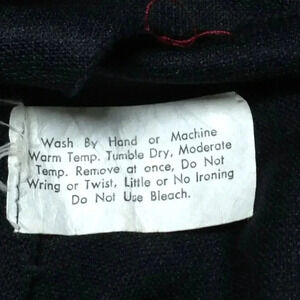 Wash By Hand or Machine
Warm Temp. Tumble Dry, Moderate
Temp. Remove at once, Do Not
Wring or Twist, Little or No Ironing
Do Not Use Bleach.